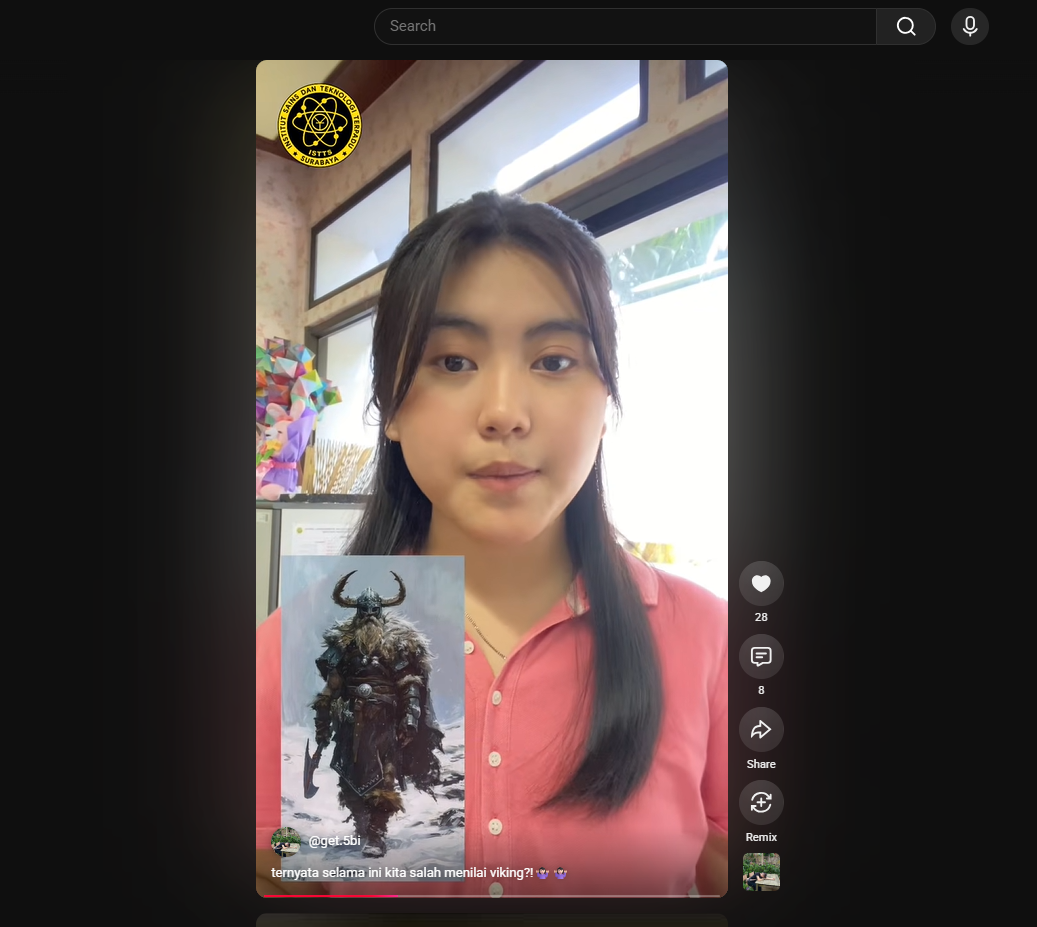 Search
INSTITUT SAINS DAN TEKNOLOGI TERPADU
ISTTS
★ SURABAYA ★
28
8
Share
Remix
@get.5bi
ternyata selama ini kita salah menilai viking?! 🤷🏻‍♀️ 🤷🏻‍♀️